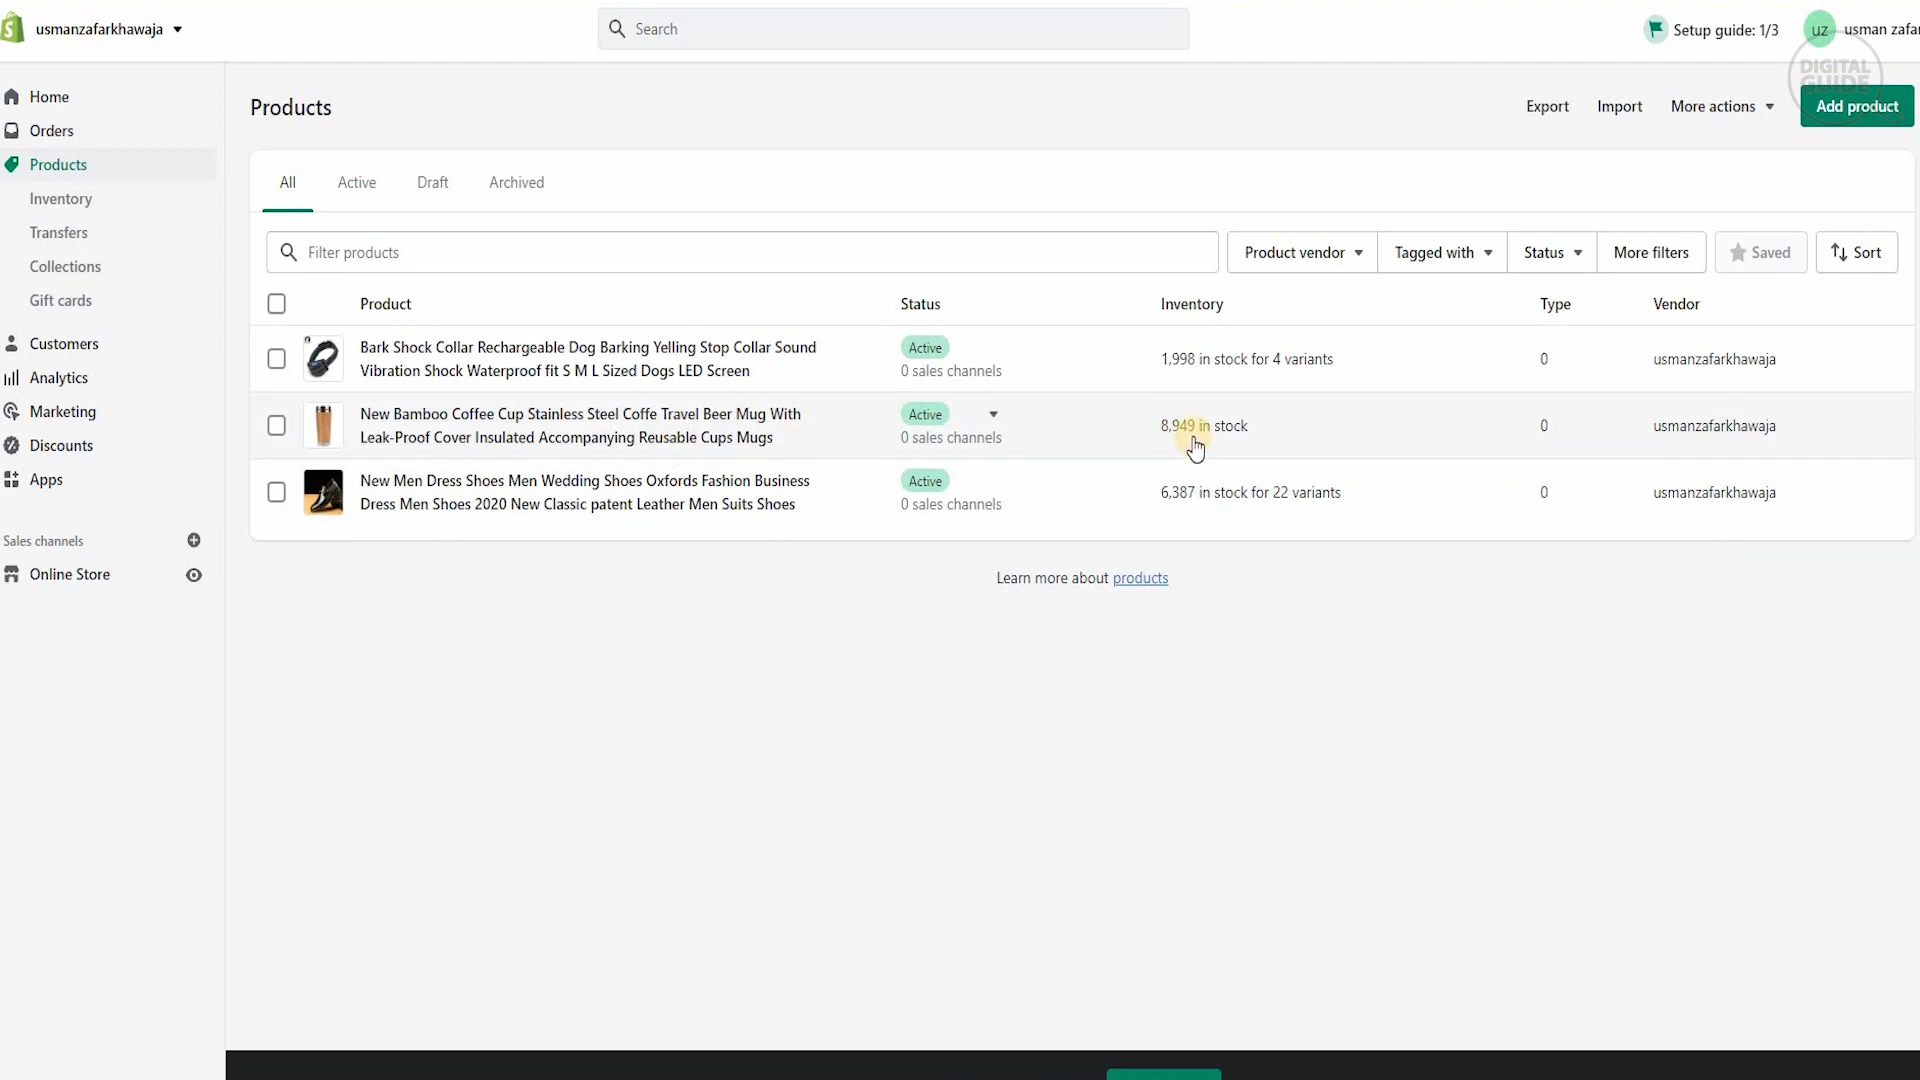 usmanzafarkhawaja
Search
Setup guide: 1/3
uz
usman zafar
DIGITAL
GUIDE
Home
Orders
Products
Inventory
Transfers
Collections
Gift cards
Customers
Analytics
Marketing
Discounts
Apps
Sales channels
Online Store
Products
Export
Import
More actions
Add product
All
Active
Draft
Archived
Filter products
Product vendor
Tagged with
Status
More filters
Saved
Sort
Product
Status
Inventory
Type
Vendor
Bark Shock Collar Rechargeable Dog Barking Yelling Stop Collar Sound
Vibration Shock Waterproof fit S M L Sized Dogs LED Screen
Active
0 sales channels
1,998 in stock for 4 variants
0
usmanzafarkhawaja
New Bamboo Coffee Cup Stainless Steel Coffe Travel Beer Mug With
Leak-Proof Cover Insulated Accompanying Reusable Cups Mugs
Active
0 sales channels
8,949 in stock
0
usmanzafarkhawaja
New Men Dress Shoes Men Wedding Shoes Oxfords Fashion Business
Dress Men Shoes 2020 New Classic patent Leather Men Suits Shoes
Active
0 sales channels
6,387 in stock for 22 variants
0
usmanzafarkhawaja
Learn more about products